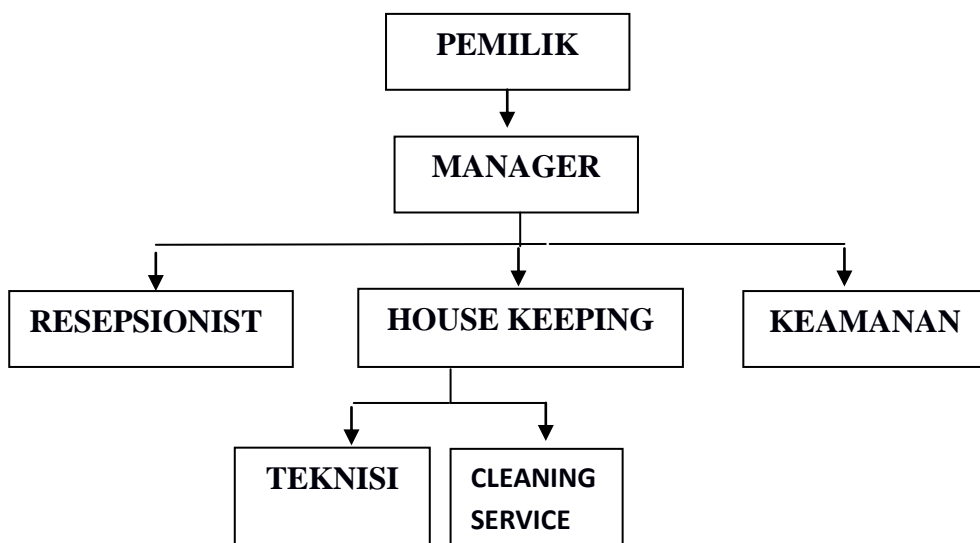 PEMILIK
MANAGER
RESEPSIONIST
HOUSE KEEPING
KEAMANAN
TEKNISI
CLEANING
SERVICE